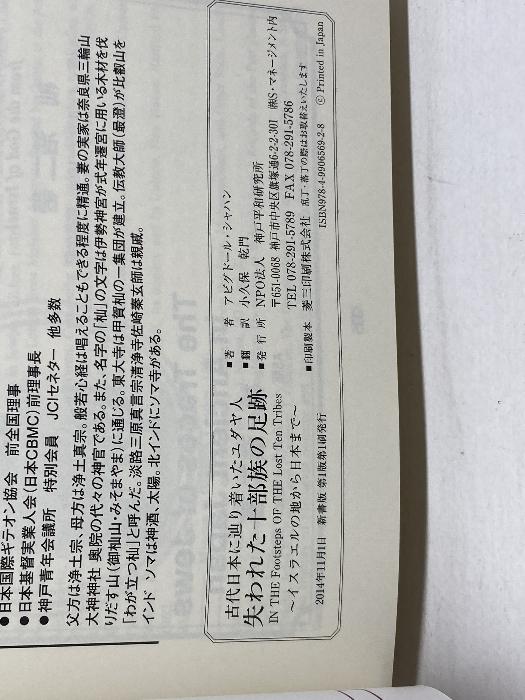 ●日本国際ギデオン協会　前全国理事
●日本基督実業人会(日本CBMC)前理事長
●神戸青年会議所　特別会員　JCIセネター　他多数
父方は浄土宗、母方は浄土真宗。般若心経は唱えることもできる程度に精通。妻の実家は奈良県三輪山
大神神社 奥院の代々の神官である。また、名字の「杣」の文字は伊勢神宮が式年遷宮に用いる木材を伐
りだす山(御杣山・みそまやま)に通じる。東大寺は甲賀杣の一集団が建立。伝教大師(最澄)が比叡山を
「わが立つ杣」と呼んだ。淡路三原真言宗清浄寺佐﨑秦玄師は親戚。
インド ソマは神酒、太陽。北インドにソマ寺がある。
古代日本に辿り着いたユダヤ人
失われた十部族の足跡
IN THE Footsteps OF THE Lost Ten Tribes
〜イスラエルの地から日本まで〜
2014年11月1日　新書版 第1版第1刷発行
■著　者　アビグドール・シャハン
■翻　訳　小久保　乾門
■発行所　NPO法人　神戸平和研究所
〒651-0068 神戸市中央区旗塚通6-2-2-301　㈱S・マネージメント内
TEL 078-291-5789　FAX 078-291-5786
■印刷製本　菱三印刷株式会社　乱丁・落丁の際はお取替えいたします
ISBN978-4-9906569-2-8　© Printed in Japan